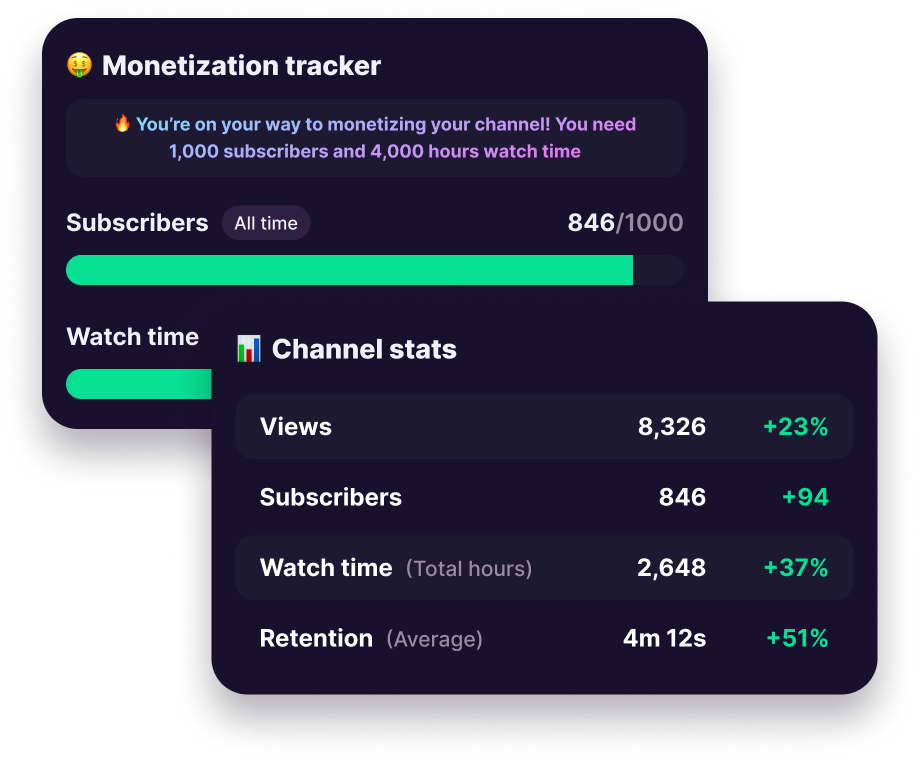 Monetization tracker
🔥 You’re on your way to monetizing your channel! You need
1,000 subscribers and 4,000 hours watch time
Subscribers All time 846/1000
Watch time
Channel stats
Views 8,326 +23%
Subscribers 846 +94
Watch time (Total hours) 2,648 +37%
Retention (Average) 4m 12s +51%